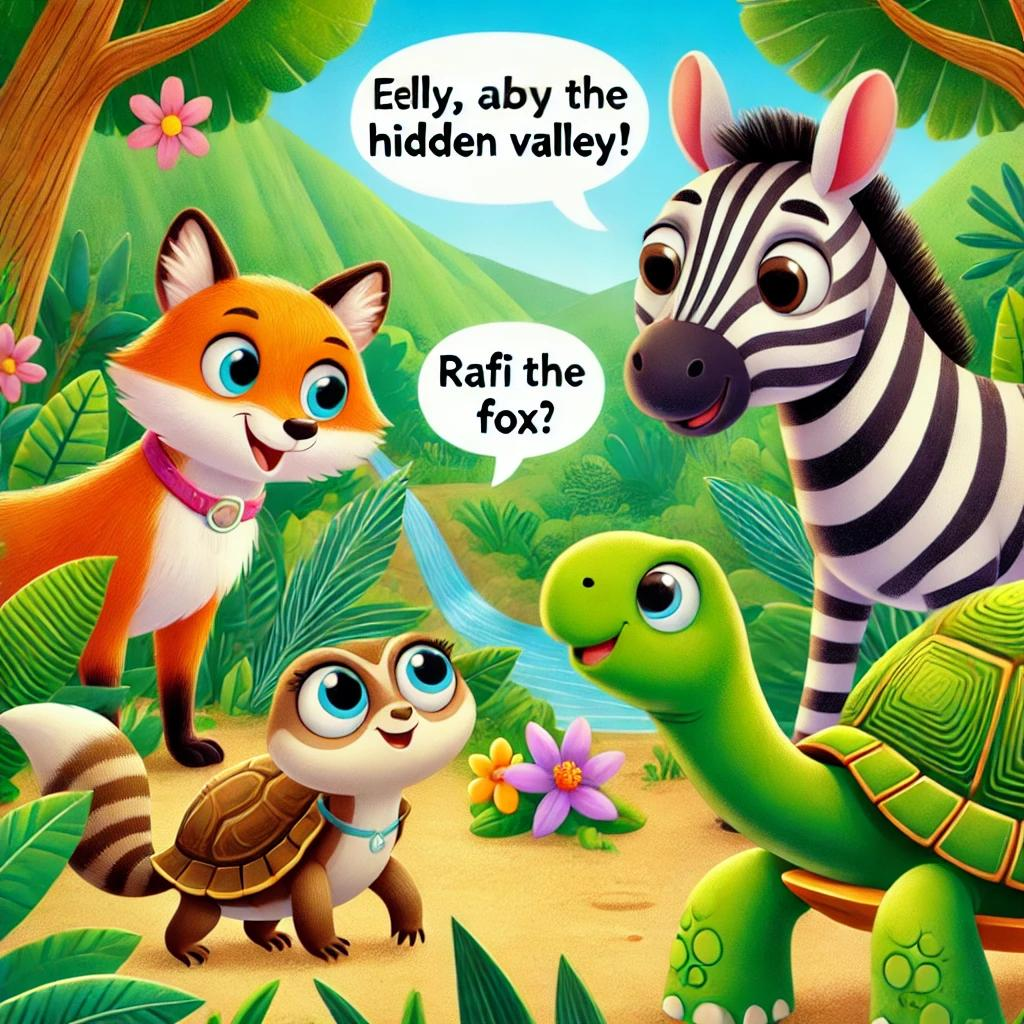 Eelly, aby the
hidden valley!
Rafi the
fox?